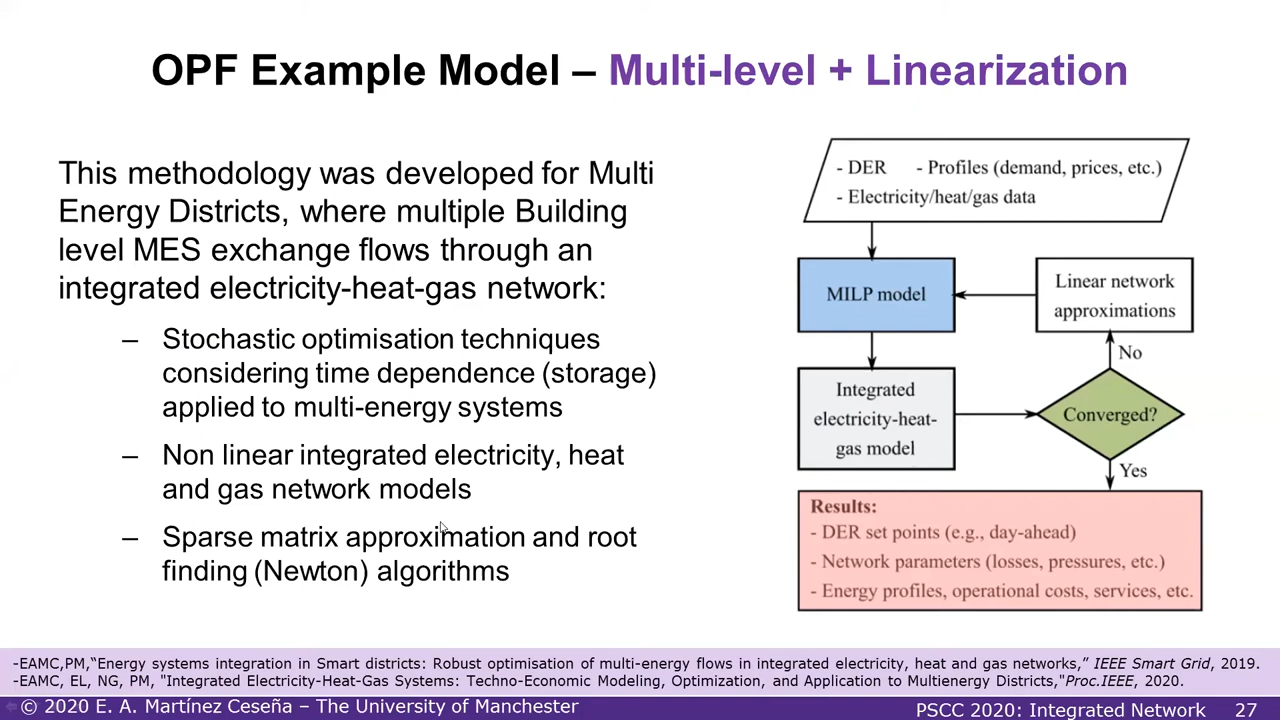 OPF Example Model – Multi-level + Linearization
This methodology was developed for Multi
Energy Districts, where multiple Building
level MES exchange flows through an
integrated electricity-heat-gas network:
– Stochastic optimisation techniques
considering time dependence (storage)
applied to multi-energy systems
– Non linear integrated electricity, heat
and gas network models
– Sparse matrix approximation and root
finding (Newton) algorithms
- DER - Profiles (demand, prices, etc.)
- Electricity/heat/gas data
MILP model
Linear network
approximations
No
Integrated
electricity-heat-
gas model
Converged?
Yes
Results:
- DER set points (e.g., day-ahead)
- Network parameters (losses, pressures, etc.)
- Energy profiles, operational costs, services, etc.
-EAMC,PM,“Energy systems integration in Smart districts: Robust optimisation of multi-energy flows in integrated electricity, heat and gas networks,” IEEE Smart Grid, 2019.
-EAMC, EL, NG, PM, "Integrated Electricity-Heat-Gas Systems: Techno-Economic Modeling, Optimization, and Application to Multienergy Districts,"Proc.IEEE, 2020.
© 2020 E. A. Martínez Ceseña – The University of Manchester
PSCC 2020: Integrated Network 27